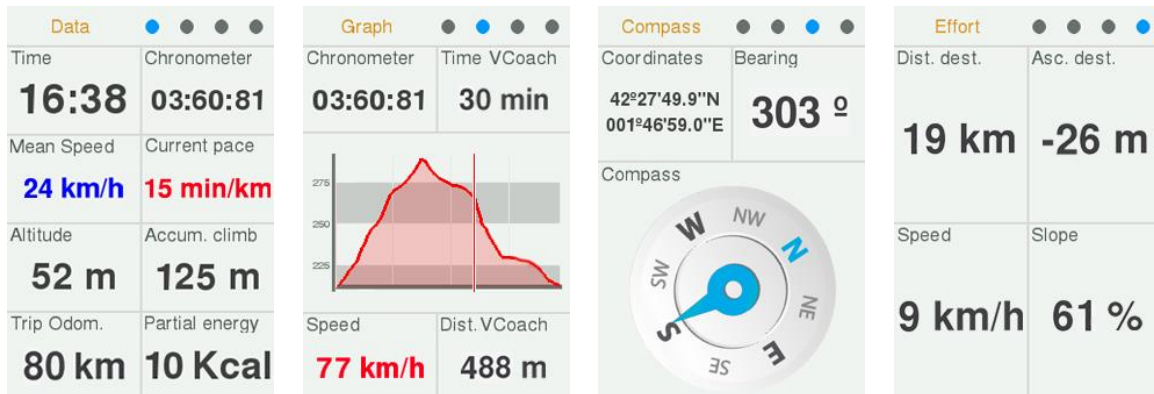 Data
Time
Chronometer
16:38
03:60:81
Mean Speed
Current pace
24 km/h
15 min/km
Altitude
Accum. climb
52 m
125 m
Trip Odom.
Partial energy
80 km
10 Kcal
Graph
Chronometer
Time VCoach
03:60:81
30 min
275
250
225
Speed
Dist.VCoach
77 km/h
488 m
Compass
Coordinates
Bearing
42º27'49.9"N
001º46'59.0"E
303 º
Compass
NW
W
N
SW
NE
S
E
SE
Effort
Dist. dest.
Asc. dest.
19 km
-26 m
Speed
Slope
9 km/h
61 %